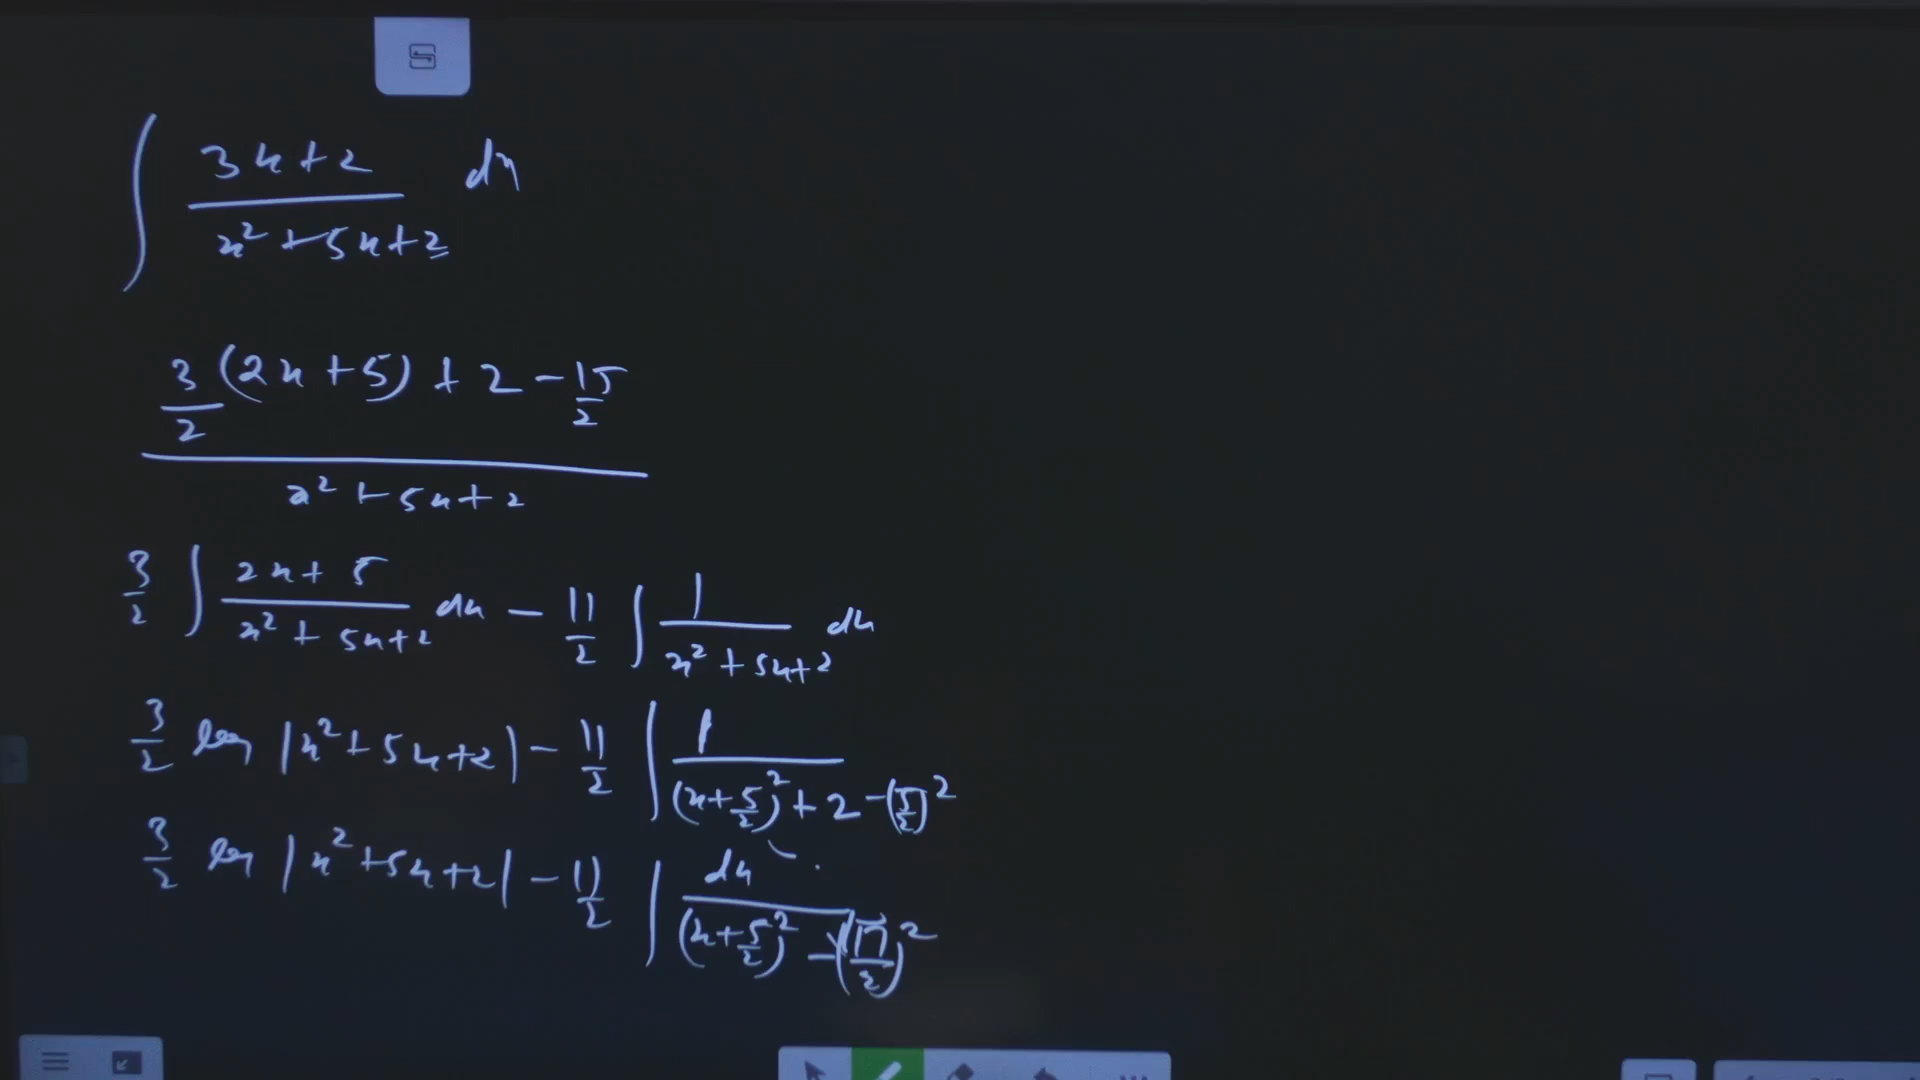 ∫ (3x+2)/(x²+5x+2) dx
(3/2 (2x+5) + 2 - 15/2)/(x²+5x+2)
3/2 ∫ (2x+5)/(x²+5x+2) dx - 11/2 ∫ 1/(x²+5x+2) dx
3/2 log |x²+5x+2| - 11/2 ∫ 1/((x+5/2)²+2-(5/2)²)
3/2 log |x²+5x+2| - 11/2 ∫ dx/((x+5/2)²-(√17/2)²)